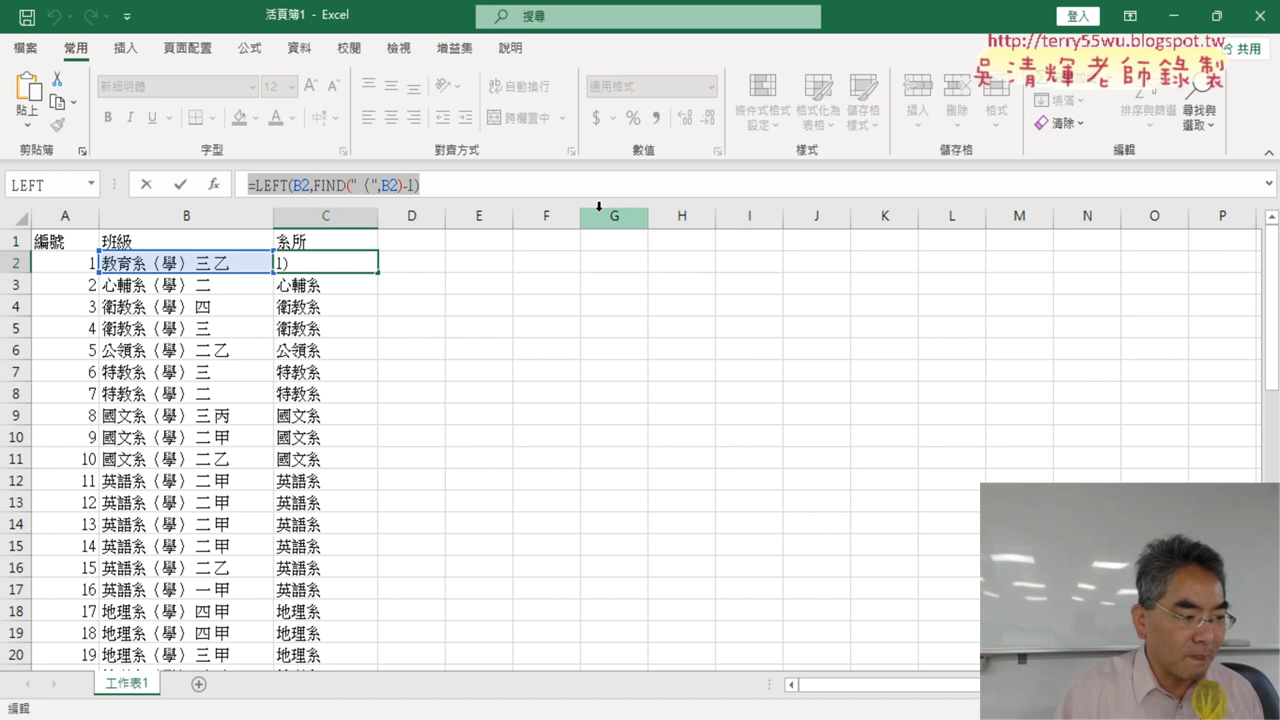 活頁簿1 - Excel
搜尋
登入
檔案 常用 插入 頁面配置 公式 資料 校閱 檢視 增益集 說明
共用
http://terry55wu.blogspot.tw
吳清輝老師錄製
貼上
新細明體 12
自動換行
跨欄置中
通用格式
條件式格式設定 格式化為表格 儲存格樣式
插入 刪除 格式
填滿
清除
排序與篩選 尋找與選取
剪貼簿 字型 對齊方式 數值 樣式 儲存格 編輯
LEFT
=LEFT(B2,FIND("（",B2)-1)
A B C D E F G H I J K L M N O P
1 編號 班級 系所
2 1 教育系（學）三乙 1)
3 2 心輔系（學）二 心輔系
4 3 衛教系（學）四 衛教系
5 4 衛教系（學）三 衛教系
6 5 公領系（學）二乙 公領系
7 6 特教系（學）三 特教系
8 7 特教系（學）二 特教系
9 8 國文系（學）三丙 國文系
10 9 國文系（學）二甲 國文系
11 10 國文系（學）二乙 國文系
12 11 英語系（學）二甲 英語系
13 12 英語系（學）二甲 英語系
14 13 英語系（學）二甲 英語系
15 14 英語系（學）二甲 英語系
16 15 英語系（學）二乙 英語系
17 16 英語系（學）一甲 英語系
18 17 地理系（學）四甲 地理系
19 18 地理系（學）四甲 地理系
20 19 地理系（學）三甲 地理系
工作表1
編輯